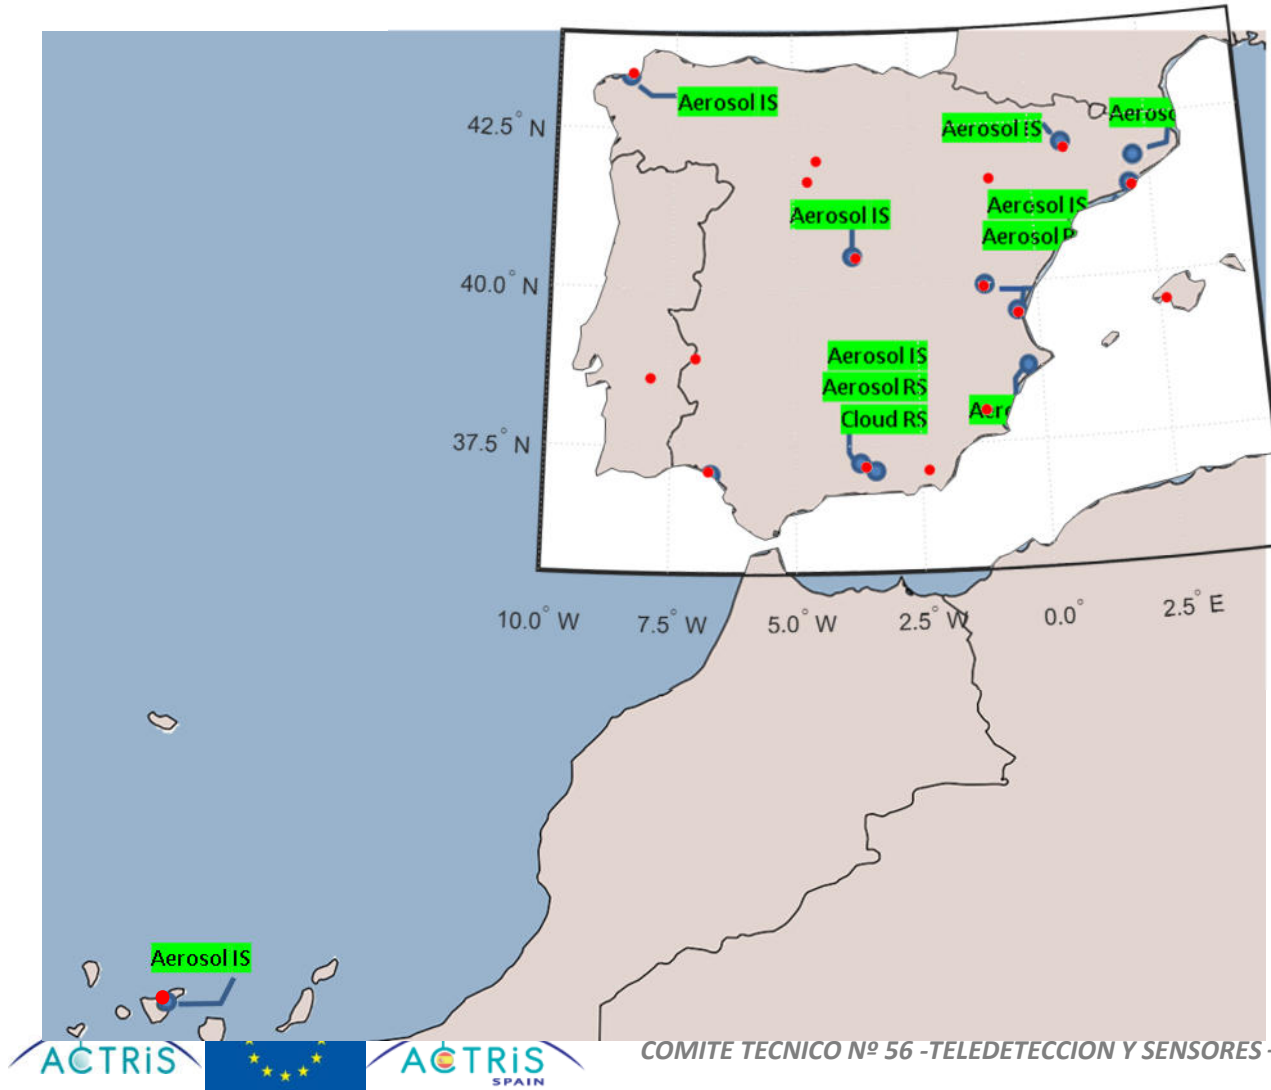 Aerosol IS
42.5° N
Aerosol IS
Aerosol IS
Aerosol IS
Aerosol
40.0° N
Aerosol IS
Aerosol RS
Cloud RS
37.5° N
10.0° W
7.5° W
5.0° W
2.5° W
0.0°
2.5° E
Aerosol IS
ACTRiS
ACTRiS
SPAIN
COMITE TECNICO Nº 56 -TELEDETECCION Y SENSORES -